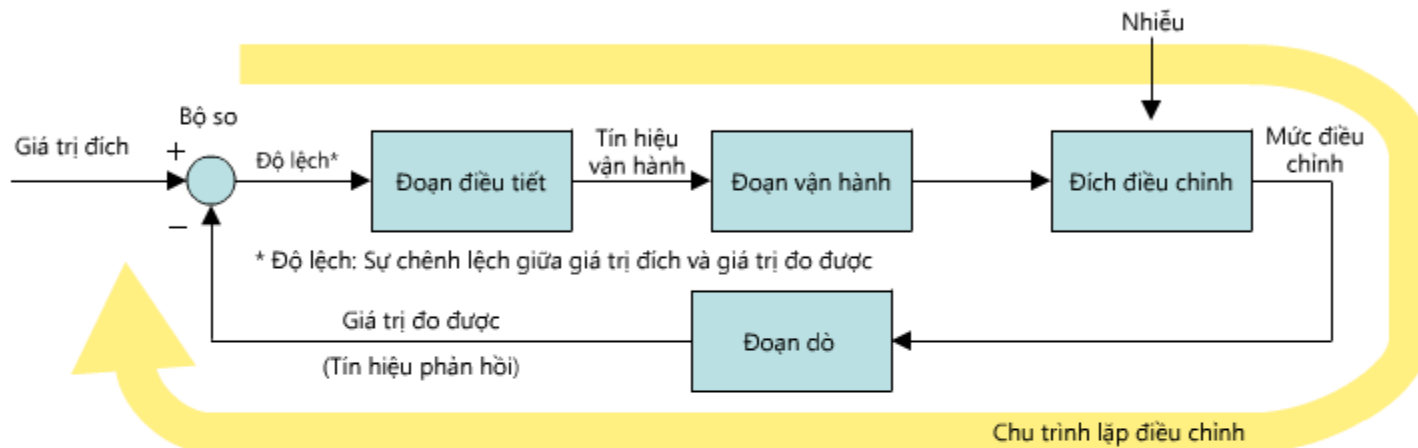 Nhiễu
Bộ so
Giá trị đích
+
−
Độ lệch*
Đoạn điều tiết
Tín hiệu
vận hành
Đoạn vận hành
Đích điều chỉnh
Mức điều
chỉnh
* Độ lệch: Sự chênh lệch giữa giá trị đích và giá trị đo được
Giá trị đo được
(Tín hiệu phản hồi)
Đoạn dò
Chu trình lặp điều chỉnh